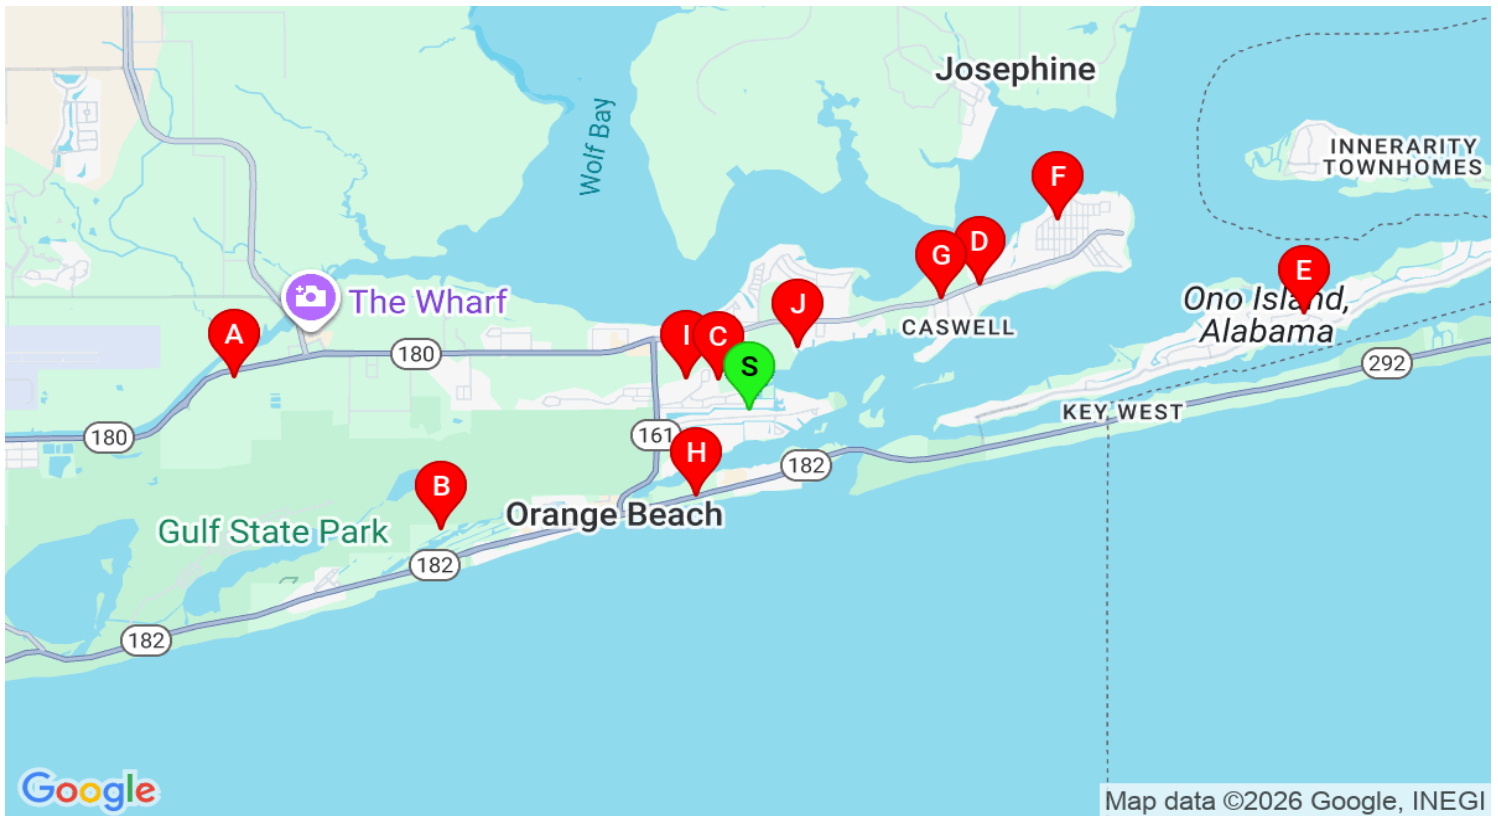 Josephine
Wolf Bay
INNERARITY
TOWNHOMES
F
D
G
E
The Wharf
Ono Island,
Alabama
J
CASWELL
A
I
C
S
180
292
KEY WEST
180
161
H
182
B
Orange Beach
Gulf State Park
182
182
Google
Map data ©2026 Google, INEGI